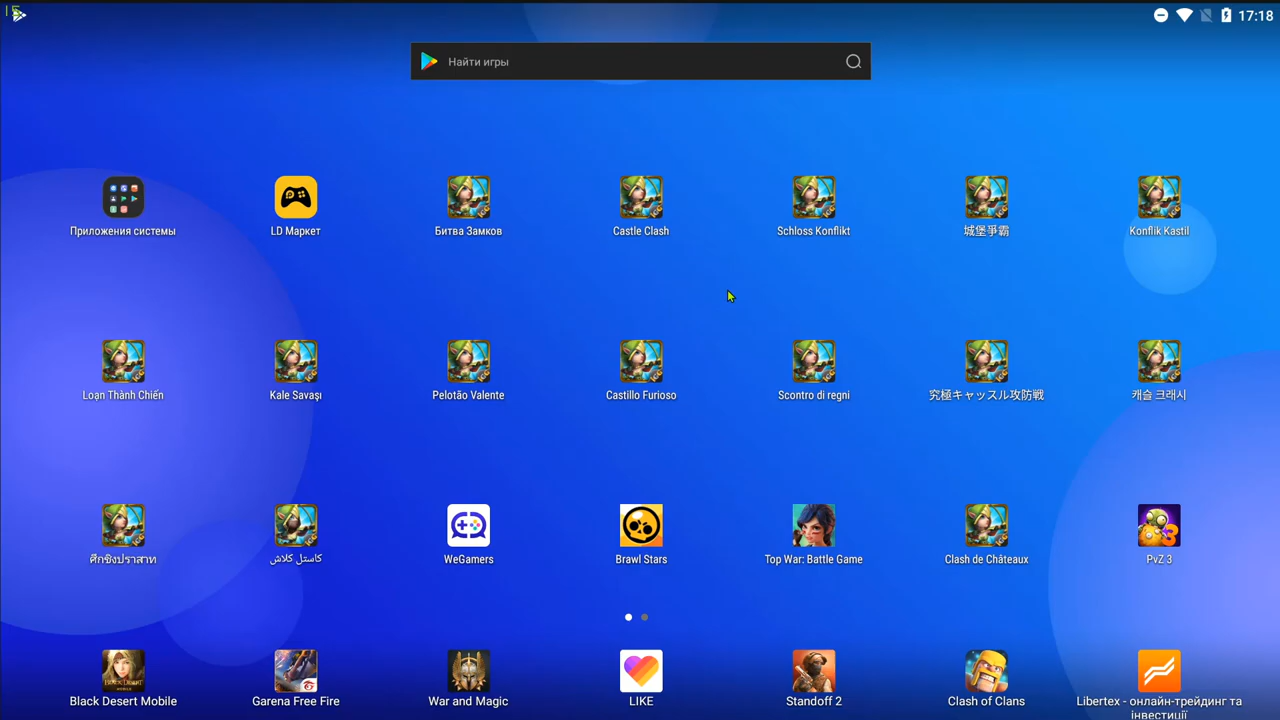 17:18
Найти игры
Приложения системы
LD Маркет
Битва Замков
Castle Clash
Schloss Konflikt
城堡爭霸
Konflik Kastil
Loạn Thành Chiến
Kale Savaşı
Pelotão Valente
Castillo Furioso
Scontro di regni
究極キャッスル攻防戦
캐슬 크래시
ศึกชิงปราสาท
كاستل كلاش
WeGamers
Brawl Stars
Top War: Battle Game
Clash de Châteaux
PvZ 3
Black Desert Mobile
Garena Free Fire
War and Magic
LIKE
Standoff 2
Clash of Clans
Libertex - онлайн-трейдинг та
інвестиції